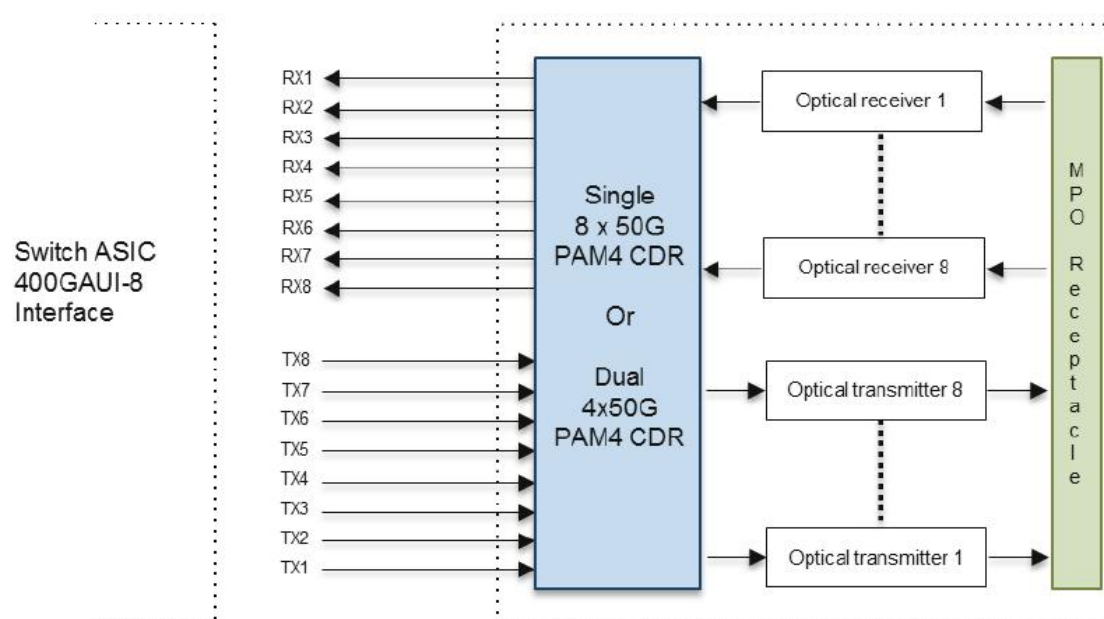 RX1
RX2
RX3
RX4
RX5
RX6
RX7
RX8
Switch ASIC
400GAUI-8
Interface
TX8
TX7
TX6
TX5
TX4
TX3
TX2
TX1
Single
8 x 50G
PAM4 CDR
Or
Dual
4x50G
PAM4 CDR
Optical receiver 1
Optical receiver 8
Optical transmitter 8
Optical transmitter 1
MPO Receptacle